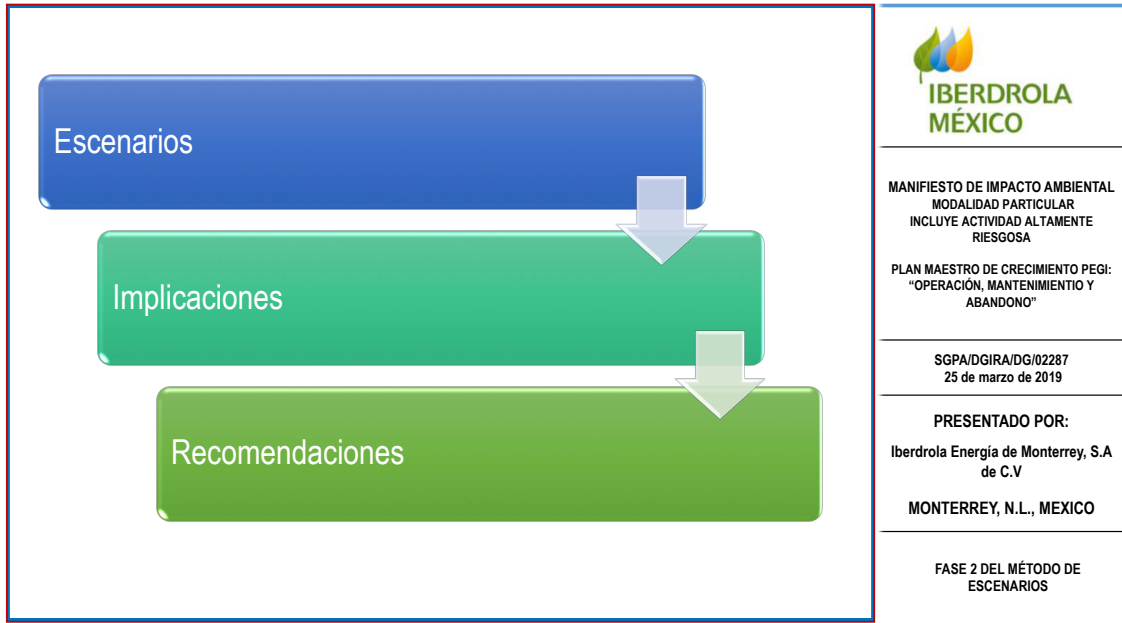 Escenarios
Implicaciones
Recomendaciones
IBERDROLA
MÉXICO
MANIFIESTO DE IMPACTO AMBIENTAL
MODALIDAD PARTICULAR
INCLUYE ACTIVIDAD ALTAMENTE
RIESGOSA
PLAN MAESTRO DE CRECIMIENTO PEGI:
“OPERACIÓN, MANTENIMIENTIO Y
ABANDONO”
SGPA/DGIRA/DG/02287
25 de marzo de 2019
PRESENTADO POR:
Iberdrola Energía de Monterrey, S.A
de C.V
MONTERREY, N.L., MEXICO
FASE 2 DEL MÉTODO DE
ESCENARIOS